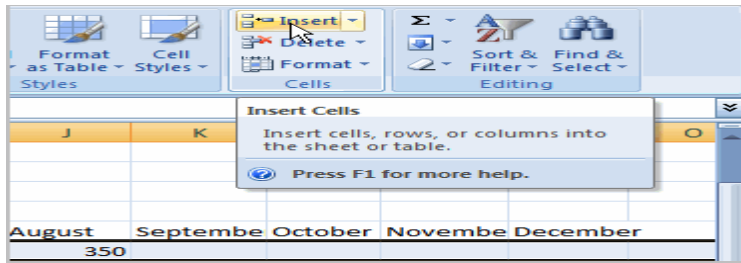 Insert
Delete
Format
Format
as Table
Cell
Styles
Σ
A
Z
Sort &
Filter
Find &
Select
Styles
Cells
Editing
Insert Cells
Insert cells, rows, or columns into
the sheet or table.
Press F1 for more help.
J K O
August Septembe October Novembe December
350